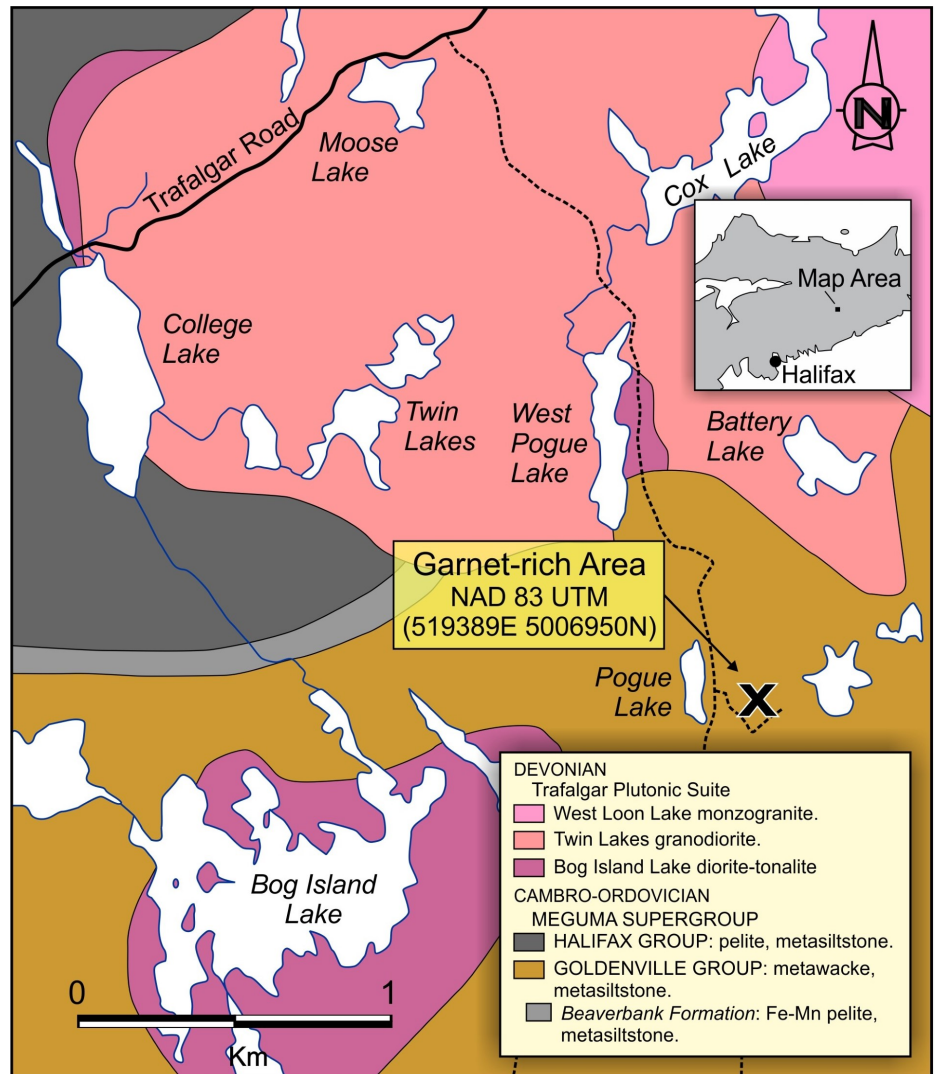 N
Trafalgar Road
Moose
Lake
Cox Lake
Map Area
Halifax
College
Lake
Twin
Lakes
West
Pogue
Lake
Battery
Lake
Garnet-rich Area
NAD 83 UTM
(519389E 5006950N)
Pogue
Lake
X
Bog Island
Lake
0 1
Km
DEVONIAN
Trafalgar Plutonic Suite
West Loon Lake monzogranite.
Twin Lakes granodiorite.
Bog Island Lake diorite-tonalite
CAMBRO-ORDOVICIAN
MEGUMA SUPERGROUP
HALIFAX GROUP: pelite, metasiltstone.
GOLDENVILLE GROUP: metawacke,
metasiltstone.
Beaverbank Formation: Fe-Mn pelite,
metasiltstone.